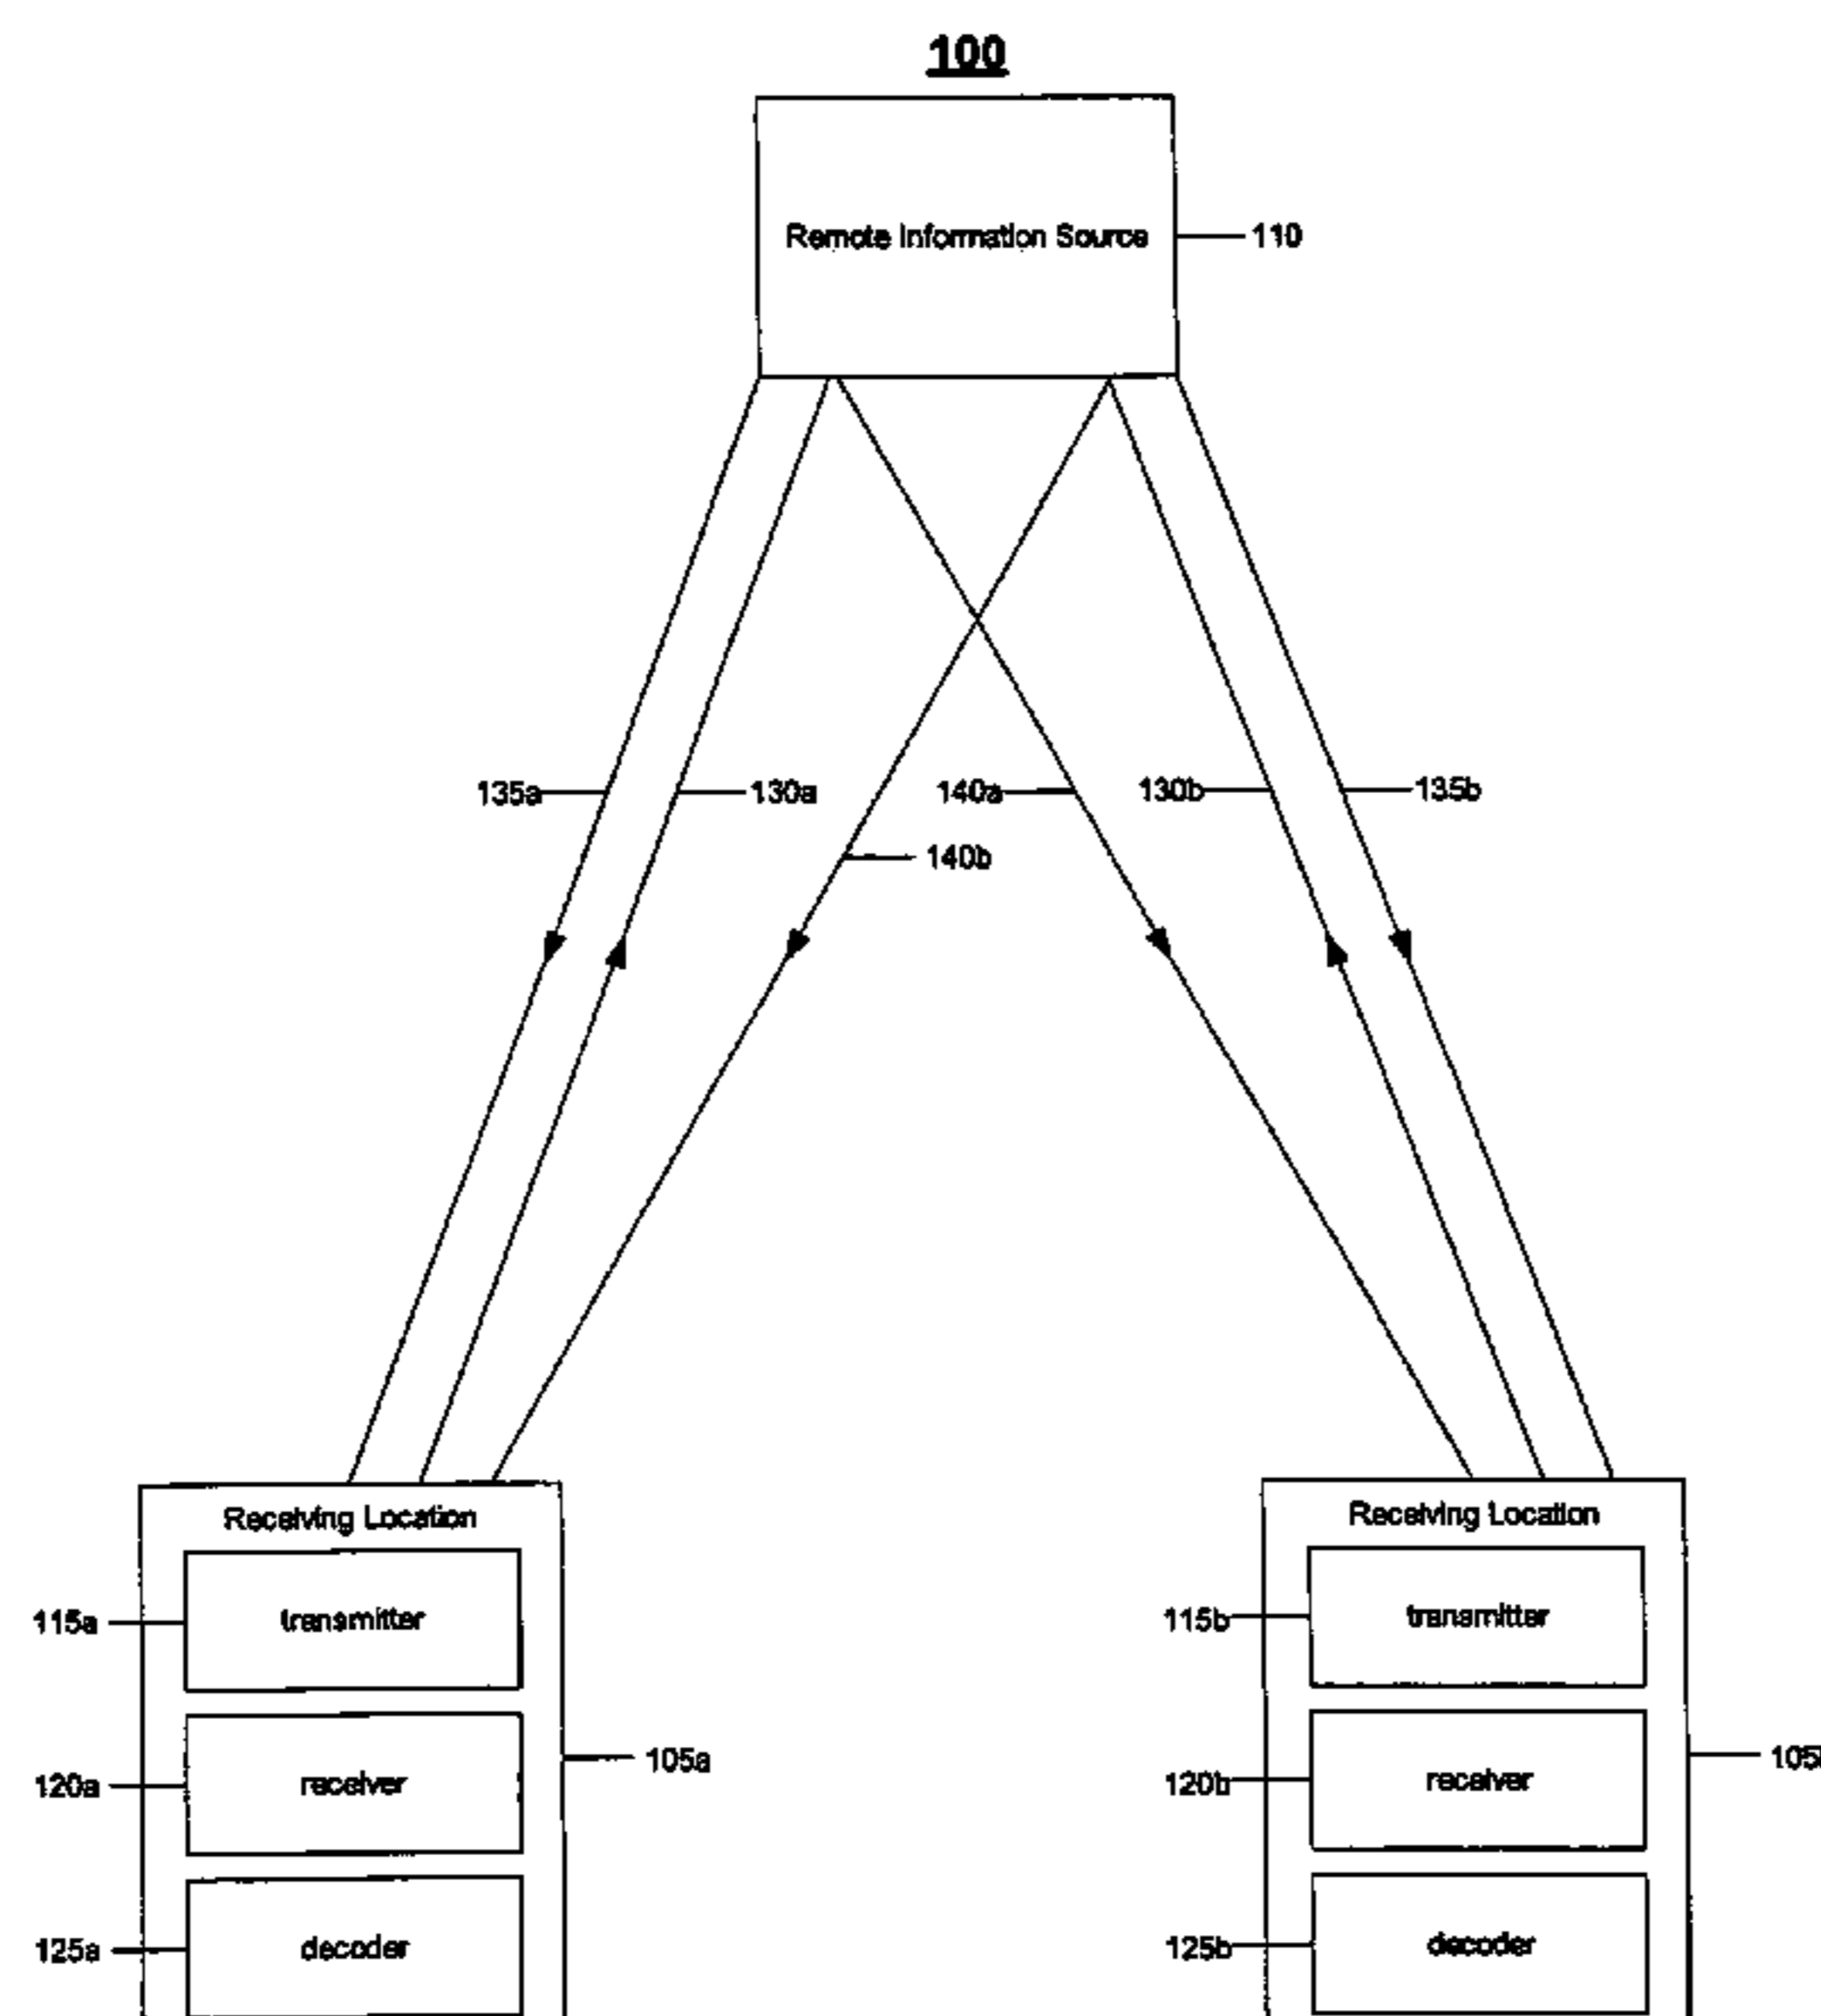 100
Remote Information Source
110
135a
130a
140a
130b
135b
140b
Receiving Location
Receiving Location
115a
transmitter
115b
transmitter
120a
receiver
105a
120b
receiver
125a
decoder
125b
decoder